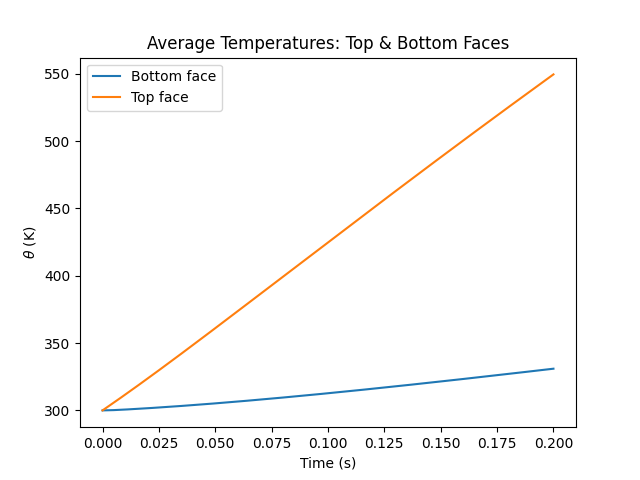 Average Temperatures: Top & Bottom Faces
Bottom face
Top face
θ (K)
550
500
450
400
350
300
0.000 0.025 0.050 0.075 0.100 0.125 0.150 0.175 0.200
Time (s)